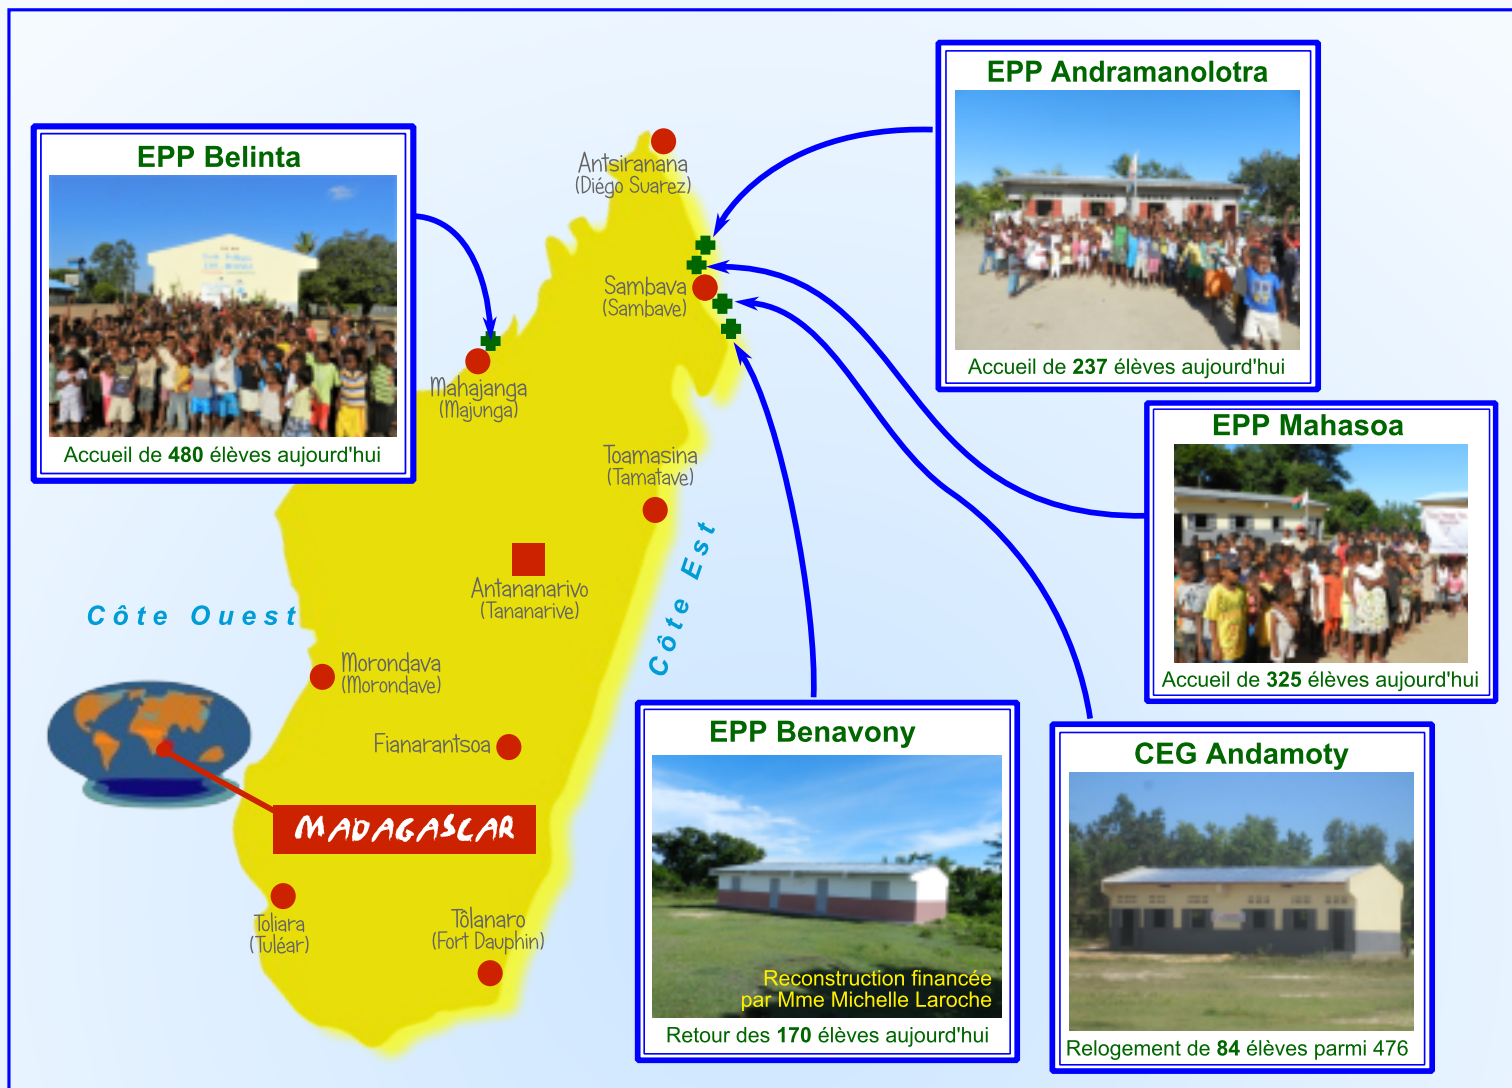 EPP Andramanolotra
Accueil de 237 élèves aujourd'hui
EPP Belinta
Accueil de 480 élèves aujourd'hui
Antsiranana
(Diégo Suarez)
Sambava
(Sambave)
Mahajanga
(Majunga)
EPP Mahasoa
Accueil de 325 élèves aujourd'hui
Toamasina
(Tamatave)
Côte Est
Antananarivo
(Tananarive)
Côte Ouest
Morondava
(Morondave)
Fianarantsoa
MADAGASCAR
Toliara
(Tuléar)
Tôlanaro
(Fort Dauphin)
EPP Benavony
Reconstruction financée
par Mme Michelle Laroche
Retour des 170 élèves aujourd'hui
CEG Andamoty
Relogement de 84 élèves parmi 476